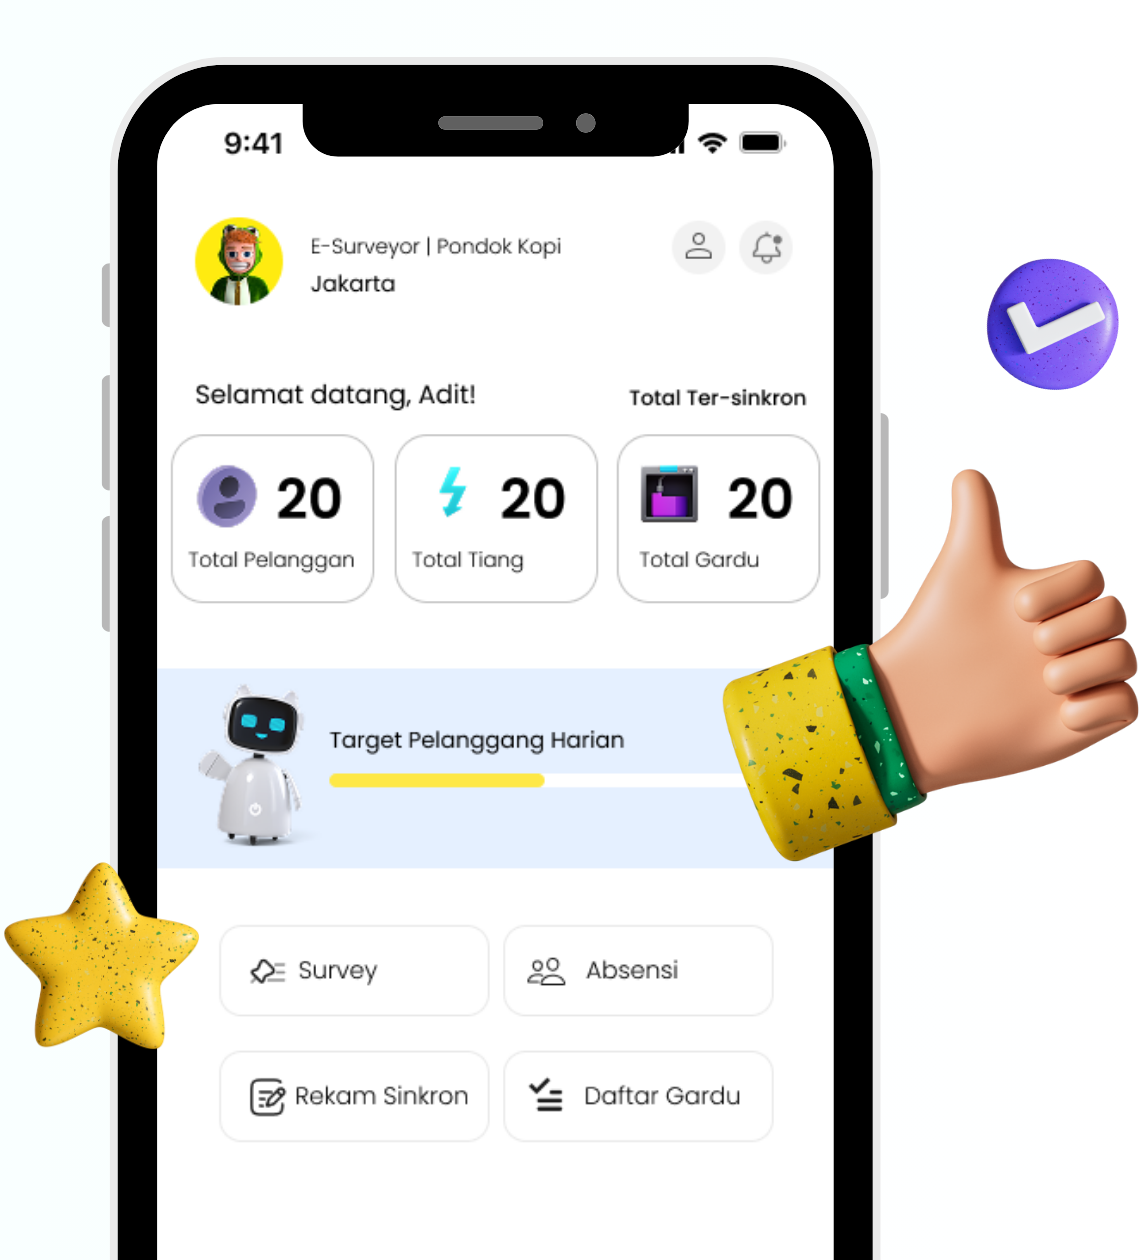 9:41
E-Surveyor | Pondok Kopi
Jakarta
Selamat datang, Adit!
Total Ter-sinkron
20
Total Pelanggan
20
Total Tiang
20
Total Gardu
Target Pelanggang Harian
Survey
Absensi
Rekam Sinkron
Daftar Gardu